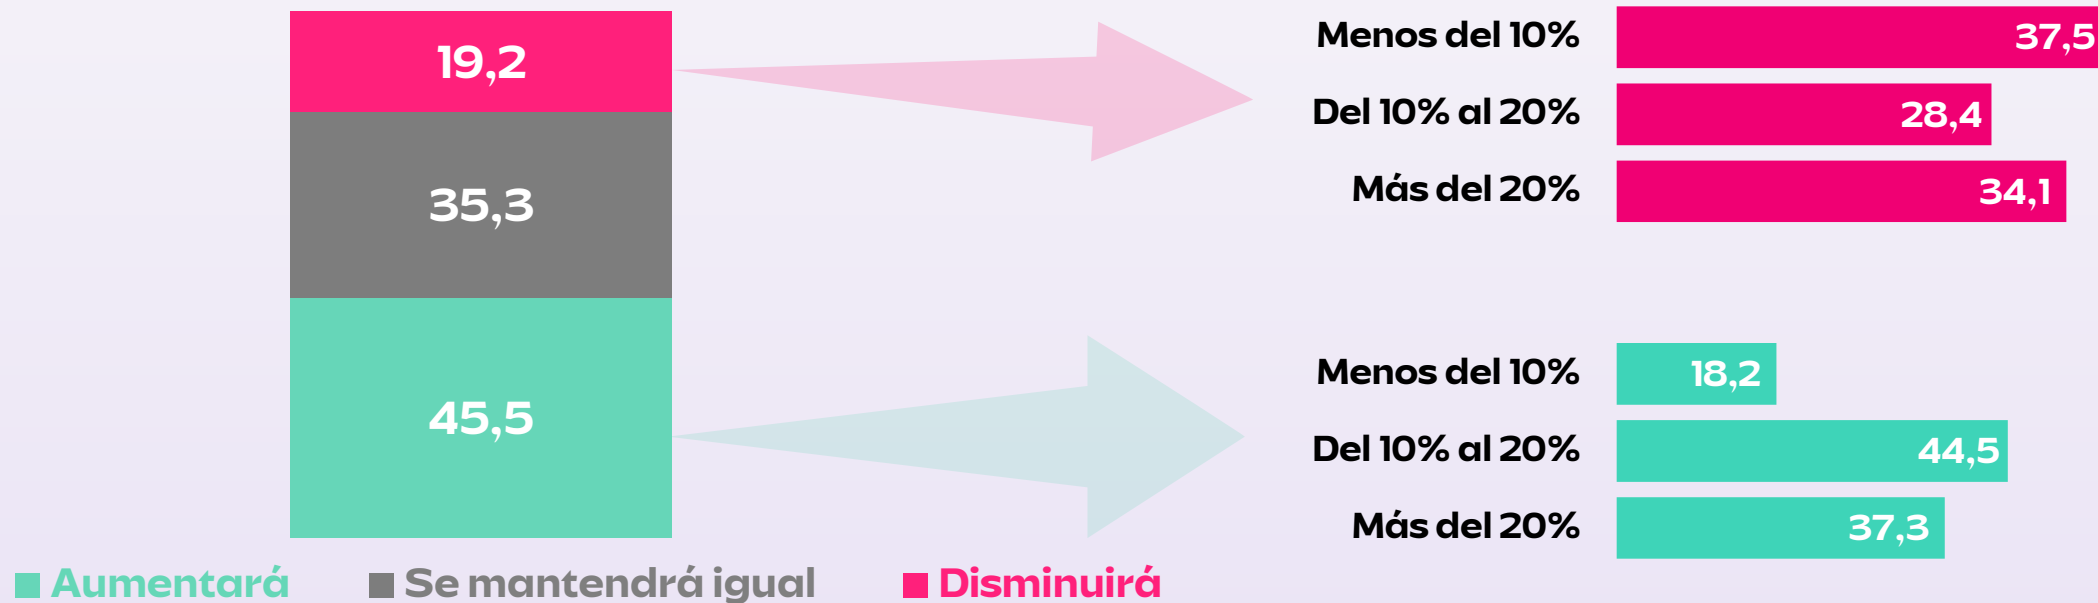 19,2
35,3
45,5
Menos del 10% 37,5
Del 10% al 20% 28,4
Más del 20% 34,1
Menos del 10% 18,2
Del 10% al 20% 44,5
Más del 20% 37,3
Aumentará Se mantendrá igual Disminuirá